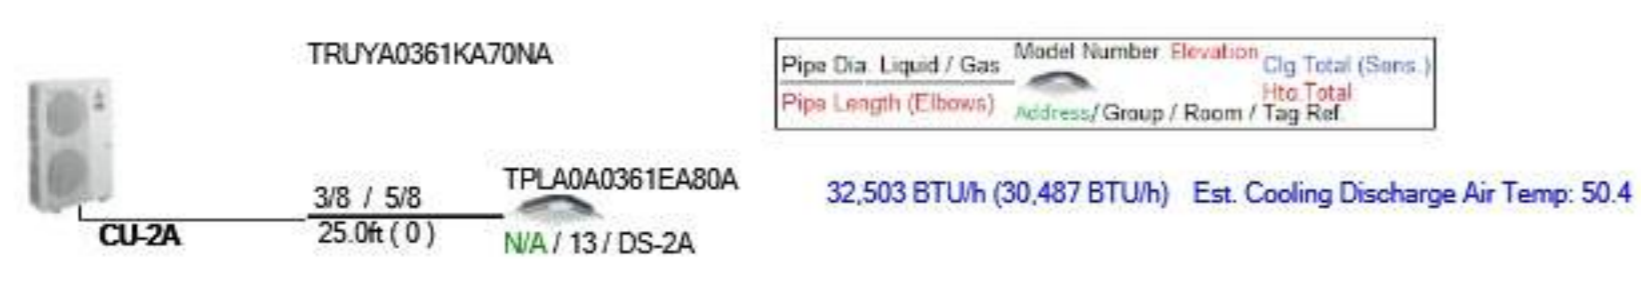 TRUYA0361KA70NA
Pipe Dia. Liquid / Gas
Pipe Length (Elbows)
Model Number Elevation
Clg Total (Sens.)
Htg Total
Address/ Group / Room / Tag Ref.
CU-2A
3/8 / 5/8
25.0ft ( 0 )
TPLA0A0361EA80A
N/A / 13 / DS-2A
32,503 BTU/h (30,487 BTU/h) Est. Cooling Discharge Air Temp: 50.4